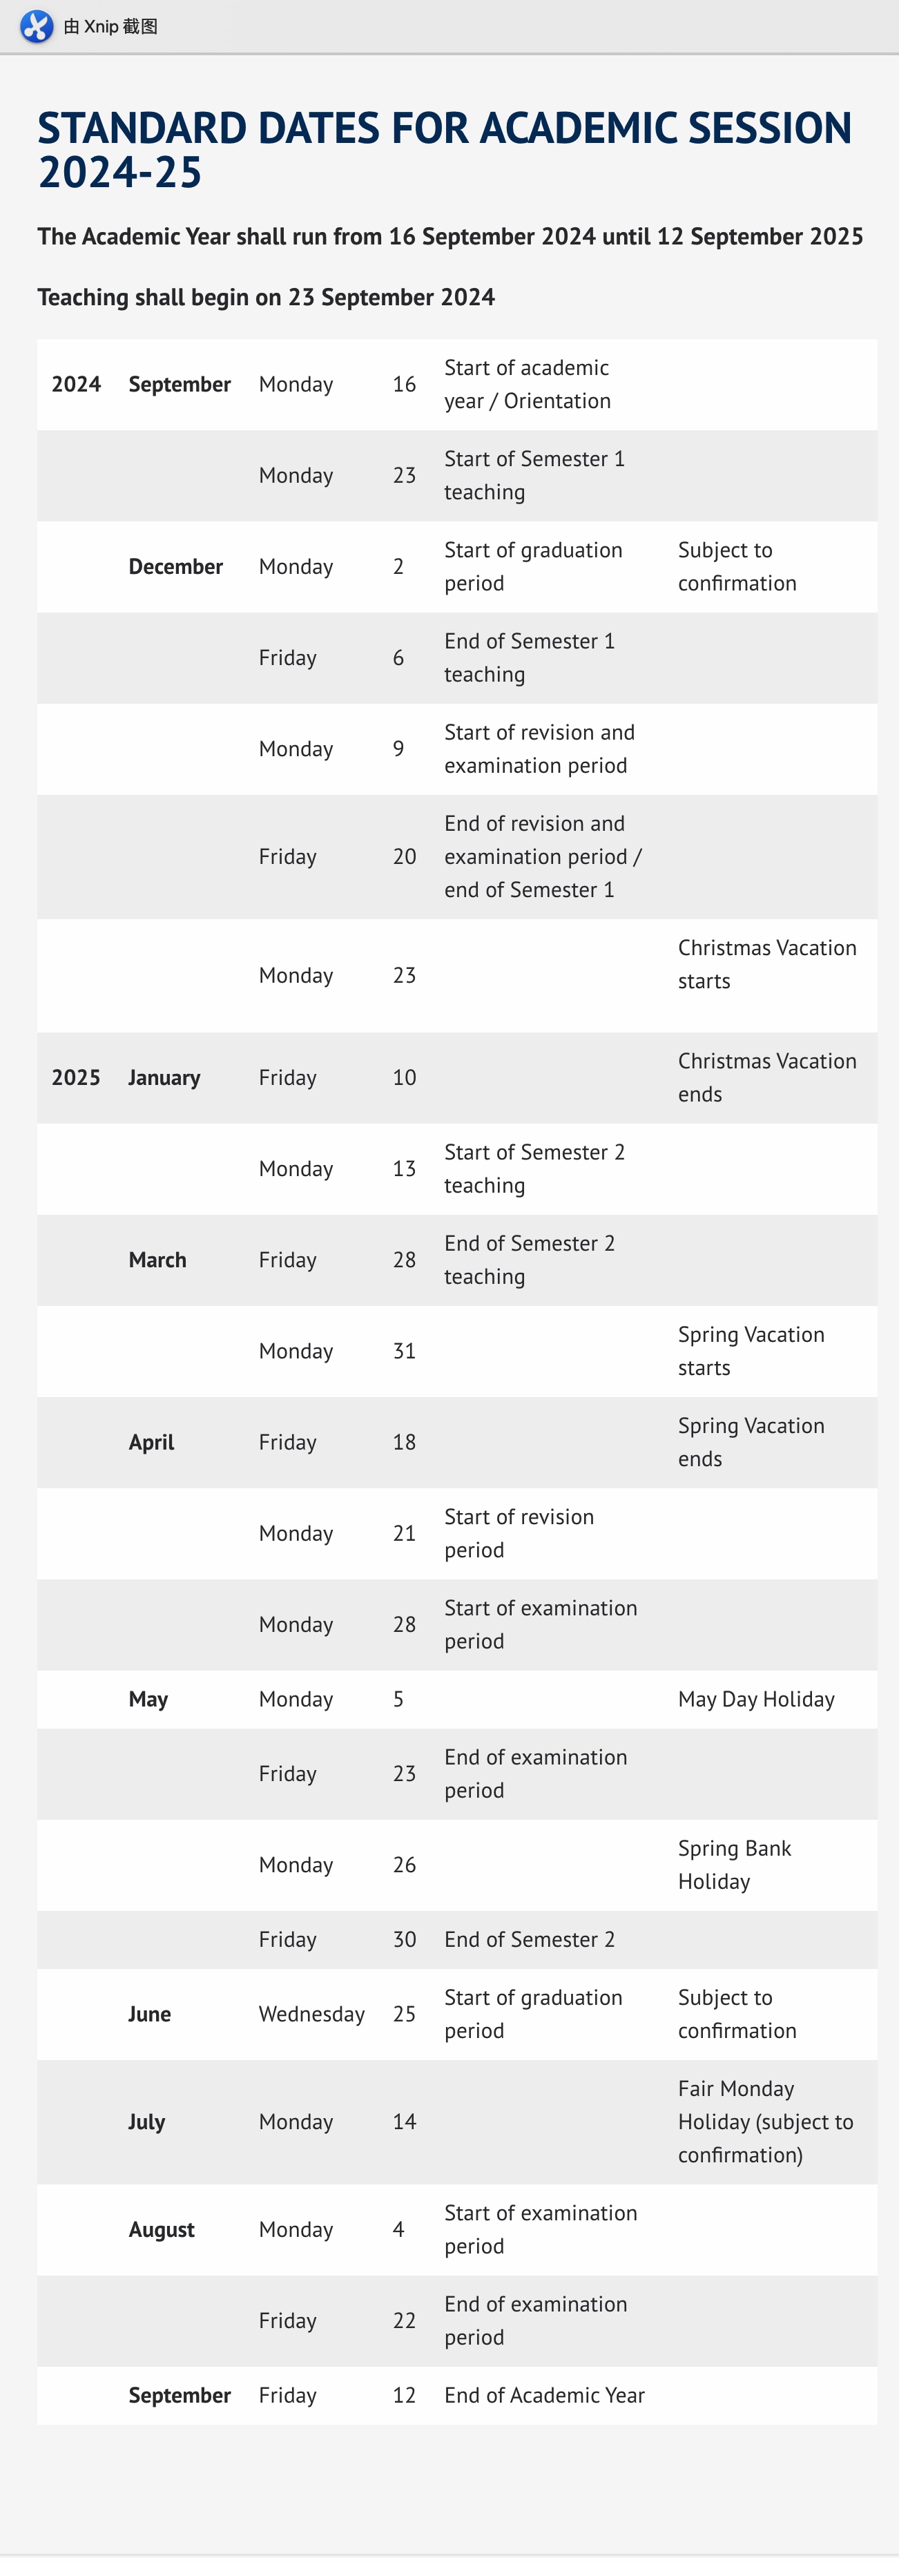 由 Xnip 截图
STANDARD DATES FOR ACADEMIC SESSION
2024-25
The Academic Year shall run from 16 September 2024 until 12 September 2025
Teaching shall begin on 23 September 2024
2024 September Monday 16 Start of academic
year / Orientation
Monday 23 Start of Semester 1
teaching
December Monday 2 Start of graduation Subject to
period confirmation
Friday 6 End of Semester 1
teaching
Monday 9 Start of revision and
examination period
Friday 20 End of revision and
examination period /
end of Semester 1
Monday 23 Christmas Vacation
starts
2025 January Friday 10 Christmas Vacation
ends
Monday 13 Start of Semester 2
teaching
March Friday 28 End of Semester 2
teaching
Monday 31 Spring Vacation
starts
April Friday 18 Spring Vacation
ends
Monday 21 Start of revision
period
Monday 28 Start of examination
period
May Monday 5 May Day Holiday
Friday 23 End of examination
period
Monday 26 Spring Bank
Holiday
Friday 30 End of Semester 2
June Wednesday 25 Start of graduation Subject to
period confirmation
July Monday 14 Fair Monday
Holiday (subject to
confirmation)
August Monday 4 Start of examination
period
Friday 22 End of examination
period
September Friday 12 End of Academic Year